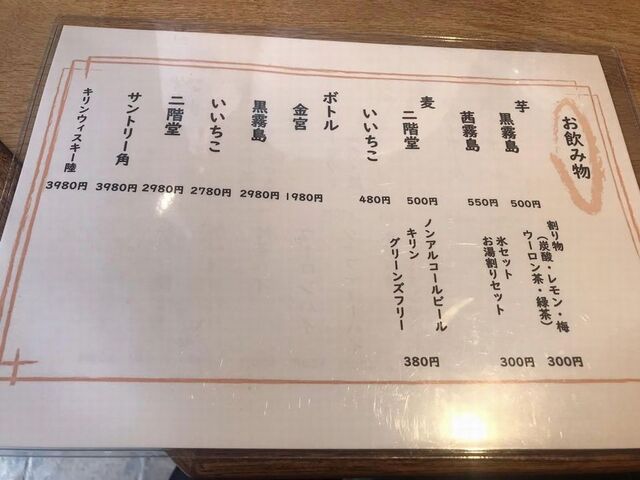 お飲み物
芋
黒霧島 500円
茜霧島 550円
麦
二階堂 500円
いいちこ 480円
ボトル
金宮 1980円
黒霧島 2980円
いいちこ 2780円
二階堂 2980円
サントリー角 3980円
キリンウィスキー陸 3980円
割り物
(炭酸・レモン・梅
ウーロン茶・緑茶) 300円
氷セット
お湯割りセット 300円
ノンアルコールビール
キリン
グリーンズフリー 380円